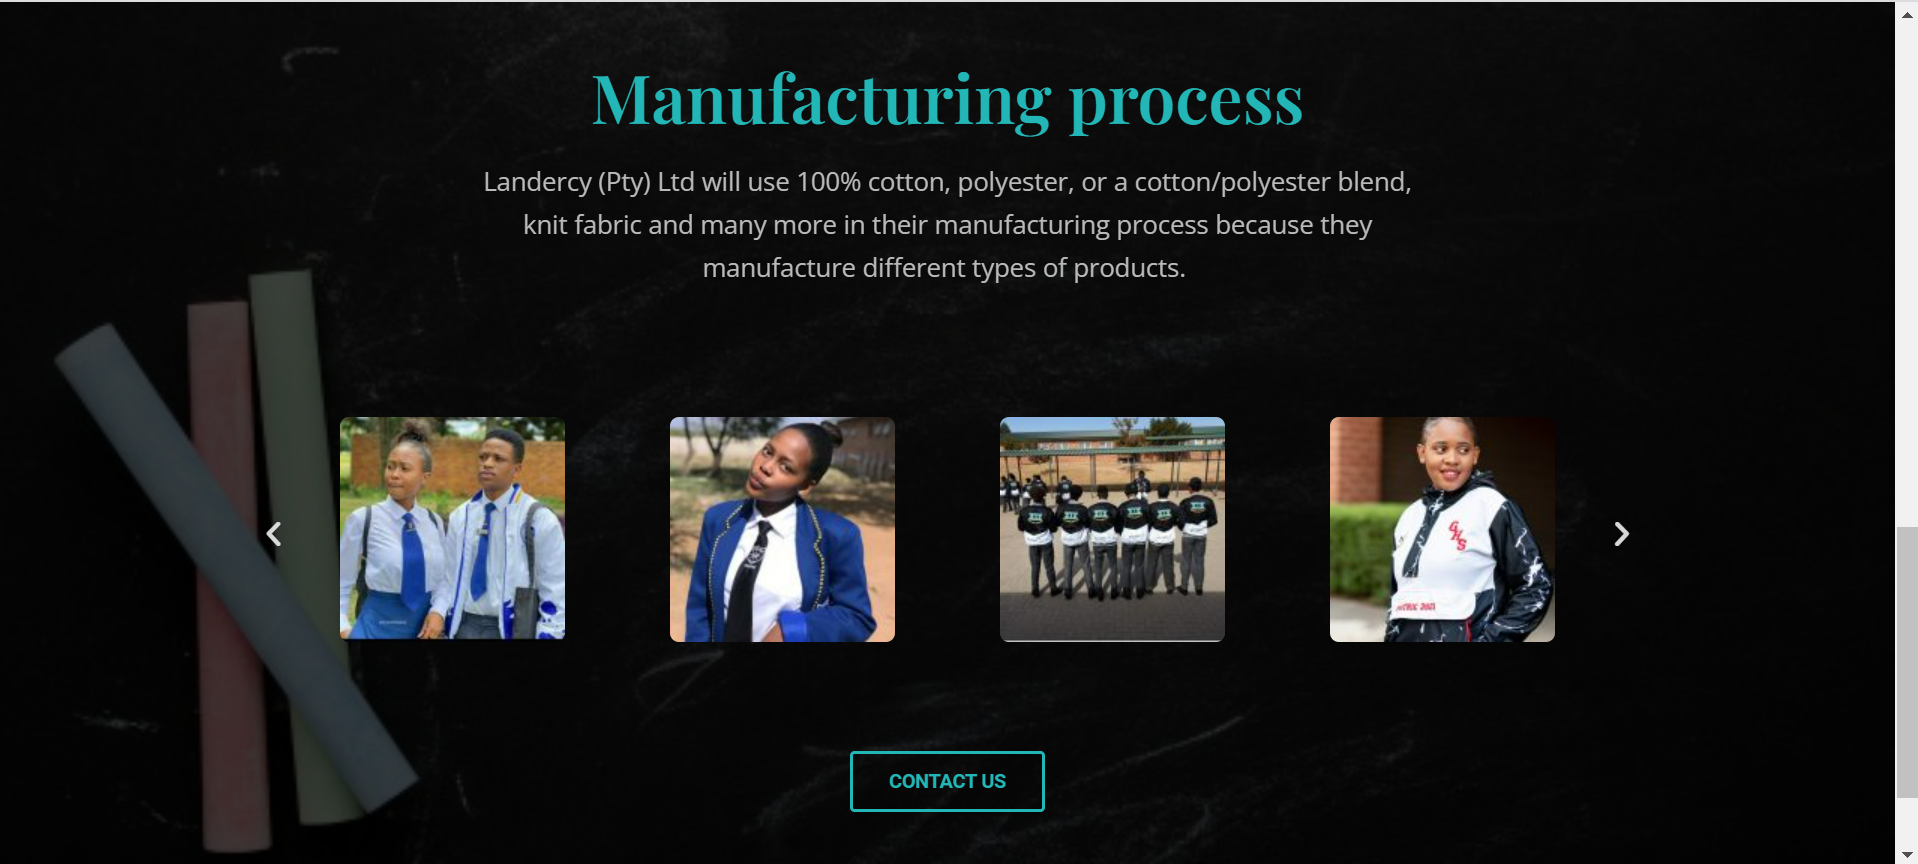 Manufacturing process
Landercy (Pty) Ltd will use 100% cotton, polyester, or a cotton/polyester blend,
knit fabric and many more in their manufacturing process because they
manufacture different types of products.
GHS
CONTACT US